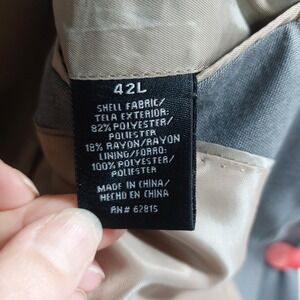 42L
SHELL FABRIC/
TELA EXTERIOR:
82% POLYESTER/
POLIESTER
18% RAYON/RAYON
LINING/FORRO:
100% POLYESTER/
POLIESTER
MADE IN CHINA/
HECHO EN CHINA
RN# 62815